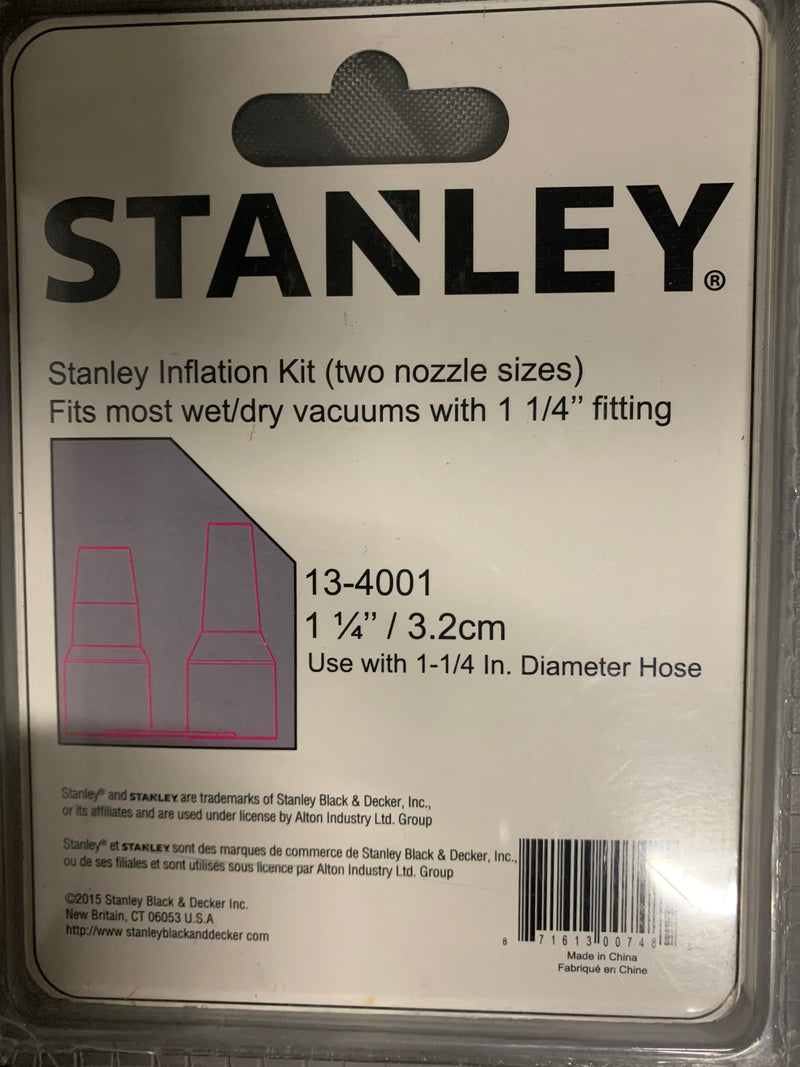 STANLEY®
Stanley Inflation Kit (two nozzle sizes)
Fits most wet/dry vacuums with 1 1/4” fitting
13-4001
1 ¼” / 3.2cm
Use with 1-1/4 In. Diameter Hose
Stanley® and STANLEY are trademarks of Stanley Black & Decker, Inc.,
or its affiliates and are used under license by Alton Industry Ltd. Group
Stanley® et STANLEY sont des marques de commerce de Stanley Black & Decker, Inc.,
ou de ses filiales et sont utilisés sous licence par Alton Industry Ltd. Group
©2015 Stanley Black & Decker Inc.
New Britain, CT 06053 U.S.A
http://www stanleyblackanddecker com
8 71613 00748
Made in China
Fabriqué en Chine